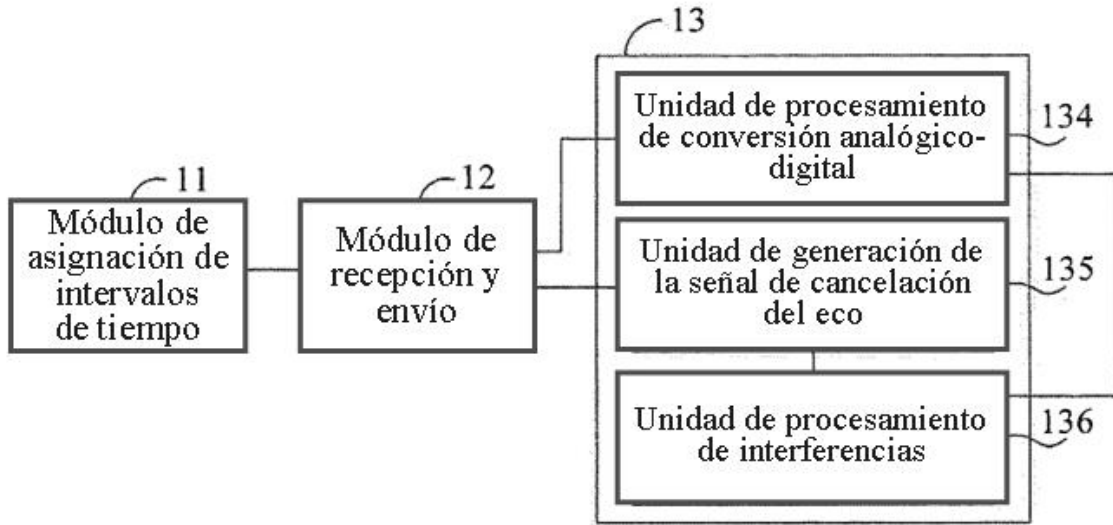 11
Módulo de
asignación de
intervalos
de tiempo
12
Módulo de
recepción y
envío
13
Unidad de procesamiento
de conversión analógico-
digital
134
Unidad de generación de
la señal de cancelación
del eco
135
Unidad de procesamiento
de interferencias
136